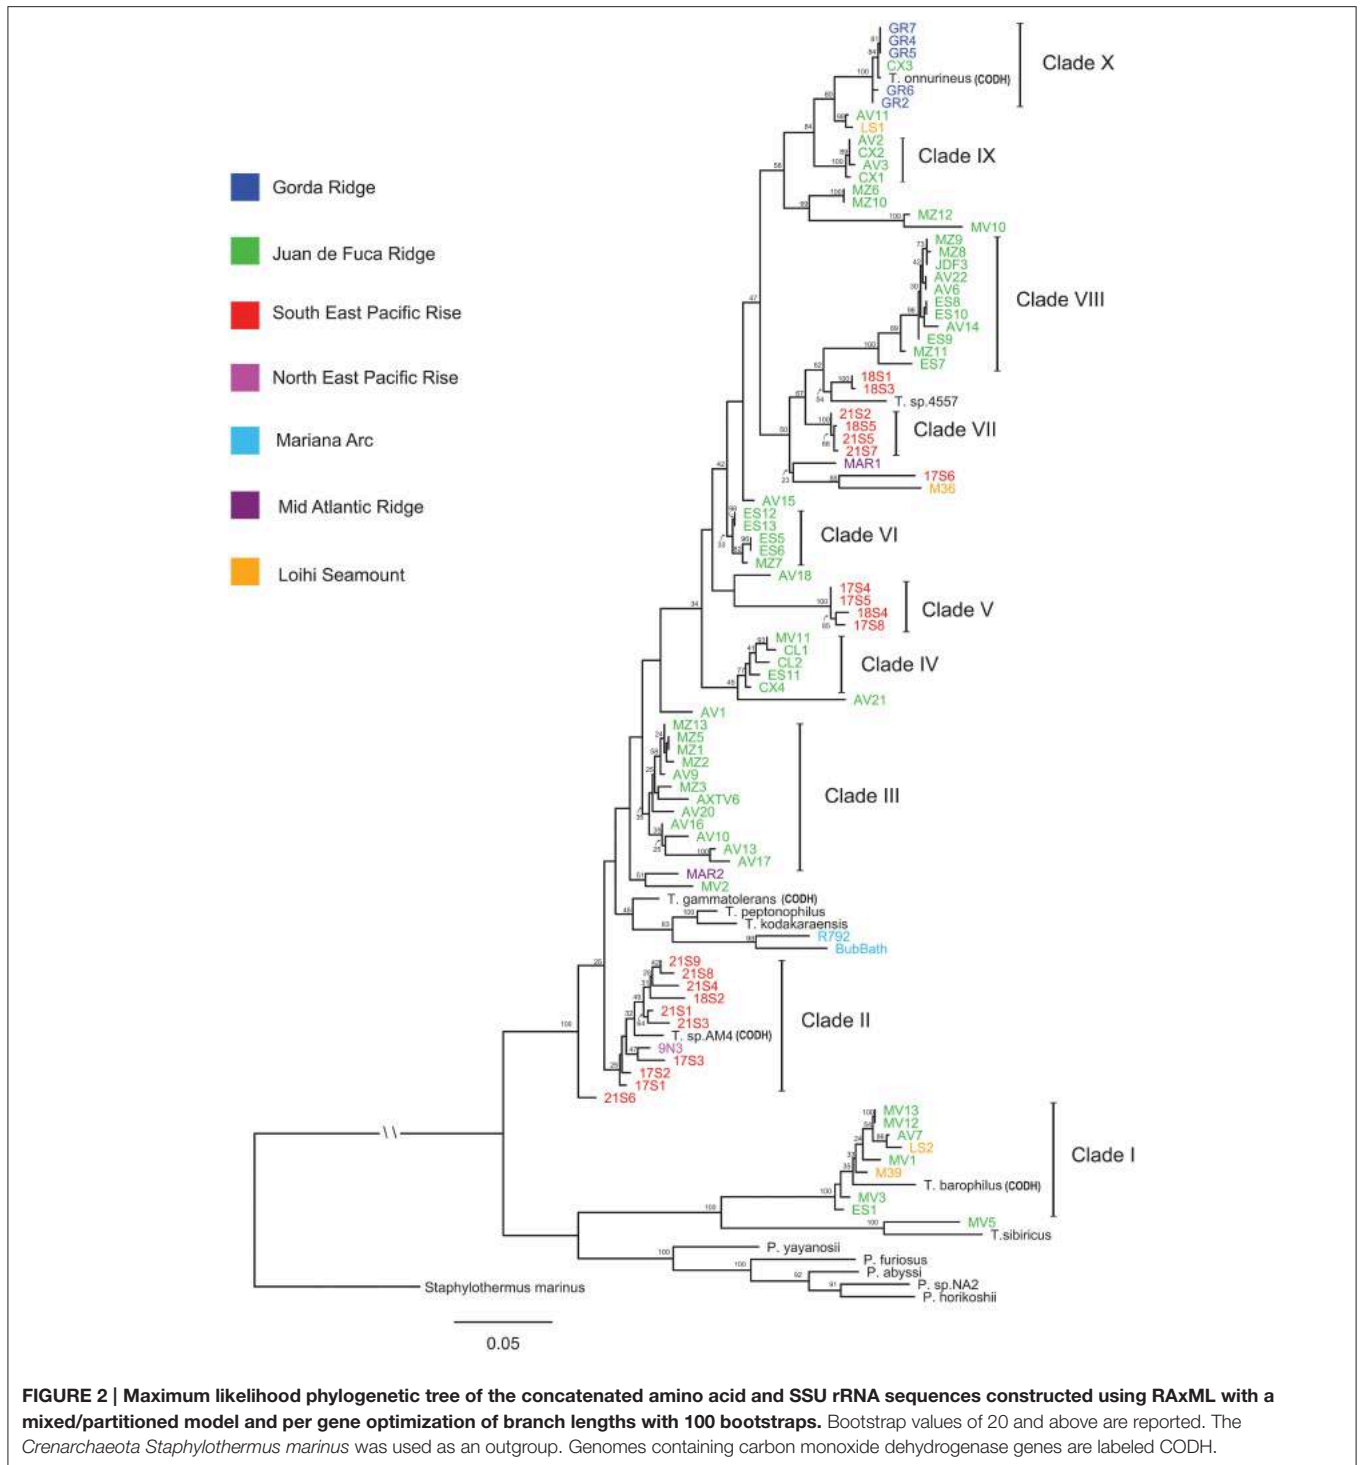 GR7
GR4
GR5
CX3
T. onnurineus (CODH)
GR6
GR2
Clade X
AV11
LS1
AV2
CX2
AV3
CX1
Clade IX
MZ6
MZ10
MZ12
MV10
MZ9
MZ8
JDF3
AV22
AV6
ES8
ES10
AV14
ES9
MZ11
ES7
Clade VIII
18S1
18S3
T. sp.4557
21S2
18S5
21S5
21S7
Clade VII
MAR1
17S6
M36
AV15
ES12
ES13
ES5
ES6
MZ7
Clade VI
AV18
17S4
17S5
18S4
17S8
Clade V
MV11
CL1
CL2
ES11
CX4
Clade IV
AV21
AV1
MZ13
MZ5
MZ1
MZ2
AV9
MZ3
AXTV6
AV20
AV16
AV10
AV13
AV17
Clade III
MAR2
MV2
T. gammatolerans (CODH)
T. peptonophilus
T. kodakaraensis
R792
BubBath
21S9
21S8
21S4
18S2
21S1
21S3
T. sp.AM4 (CODH)
9N3
17S3
17S2
17S1
Clade II
21S6
MV13
MV12
AV7
LS2
MV1
M39
T. barophilus (CODH)
MV3
ES1
Clade I
MV5
T.sibiricus
P. yayanosii
P. furiosus
P. abyssi
P. sp.NA2
P. horikoshii
Staphylothermus marinus
0.05
Gorda Ridge
Juan de Fuca Ridge
South East Pacific Rise
North East Pacific Rise
Mariana Arc
Mid Atlantic Ridge
Loihi Seamount
FIGURE 2 | Maximum likelihood phylogenetic tree of the concatenated amino acid and SSU rRNA sequences constructed using RAxML with a
mixed/partitioned model and per gene optimization of branch lengths with 100 bootstraps. Bootstrap values of 20 and above are reported. The
Crenarchaeota Staphylothermus marinus was used as an outgroup. Genomes containing carbon monoxide dehydrogenase genes are labeled CODH.